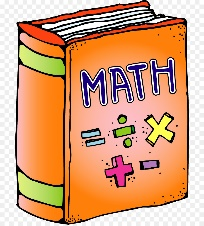 MATH
= ÷ ×
+ -